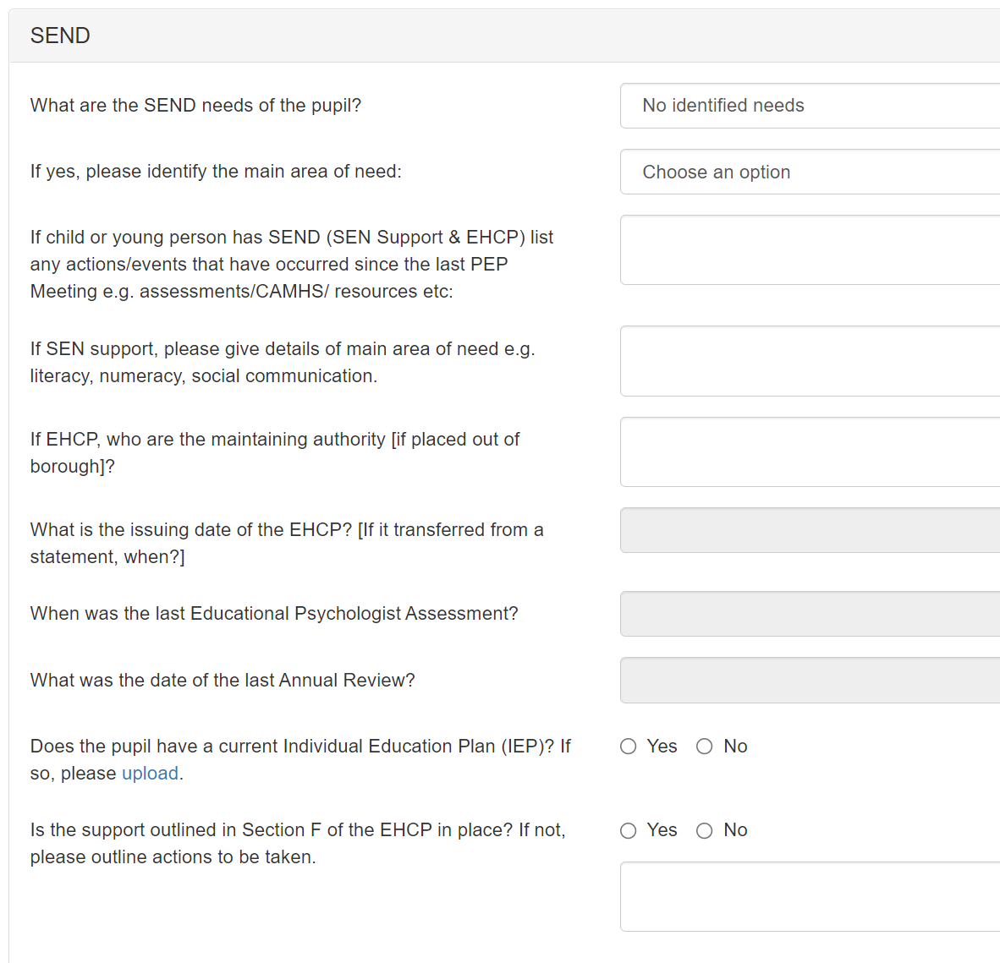 SEND
What are the SEND needs of the pupil?
No identified needs
If yes, please identify the main area of need:
Choose an option
If child or young person has SEND (SEN Support & EHCP) list
any actions/events that have occurred since the last PEP
Meeting e.g. assessments/CAMHS/ resources etc:
If SEN support, please give details of main area of need e.g.
literacy, numeracy, social communication.
If EHCP, who are the maintaining authority [if placed out of
borough]?
What is the issuing date of the EHCP? [If it transferred from a
statement, when?]
When was the last Educational Psychologist Assessment?
What was the date of the last Annual Review?
Does the pupil have a current Individual Education Plan (IEP)? If
so, please upload.
Yes No
Is the support outlined in Section F of the EHCP in place? If not,
please outline actions to be taken.
Yes No